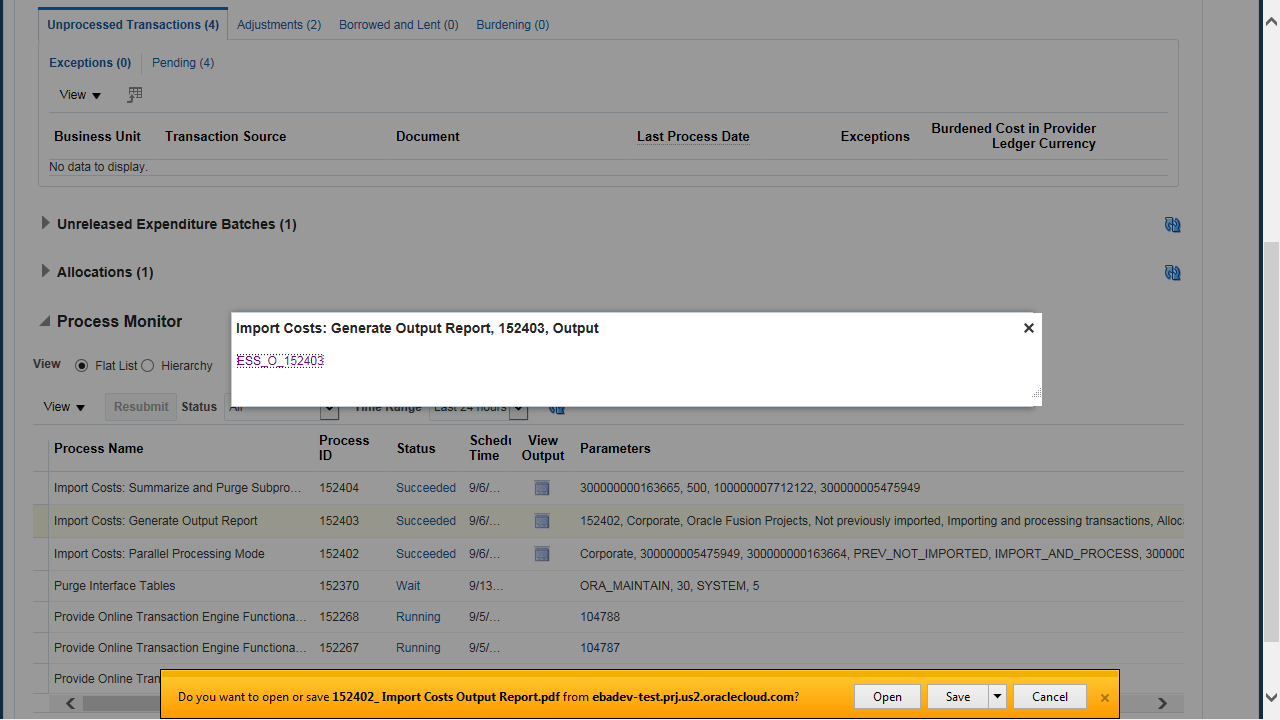 Unprocessed Transactions (4) Adjustments (2) Borrowed and Lent (0) Burdening (0)
Exceptions (0) Pending (4)
View
Business Unit Transaction Source Document Last Process Date Exceptions Burdened Cost in Provider Ledger Currency
No data to display.
Unreleased Expenditure Batches (1)
Allocations (1)
Process Monitor
Import Costs: Generate Output Report, 152403, Output
ESS_O_152403
View Flat List Hierarchy
View Resubmit Status All Time Range Last 24 hours
Process Name Process ID Status Schedu Time View Output Parameters
Import Costs: Summarize and Purge Subpro... 152404 Succeeded 9/6/... 300000000163665, 500, 100000007712122, 300000005475949
Import Costs: Generate Output Report 152403 Succeeded 9/6/... 152402, Corporate, Oracle Fusion Projects, Not previously imported, Importing and processing transactions, Alloc
Import Costs: Parallel Processing Mode 152402 Succeeded 9/6/... Corporate, 300000005475949, 300000000163664, PREV_NOT_IMPORTED, IMPORT_AND_PROCESS, 300000
Purge Interface Tables 152370 Wait 9/13... ORA_MAINTAIN, 30, SYSTEM, 5
Provide Online Transaction Engine Functiona... 152268 Running 9/5/... 104788
Provide Online Transaction Engine Functiona... 152267 Running 9/5/... 104787
Provide Online Tran
Do you want to open or save 152402_ Import Costs Output Report.pdf from ebadev-test.prj.us2.oraclecloud.com? Open Save Cancel